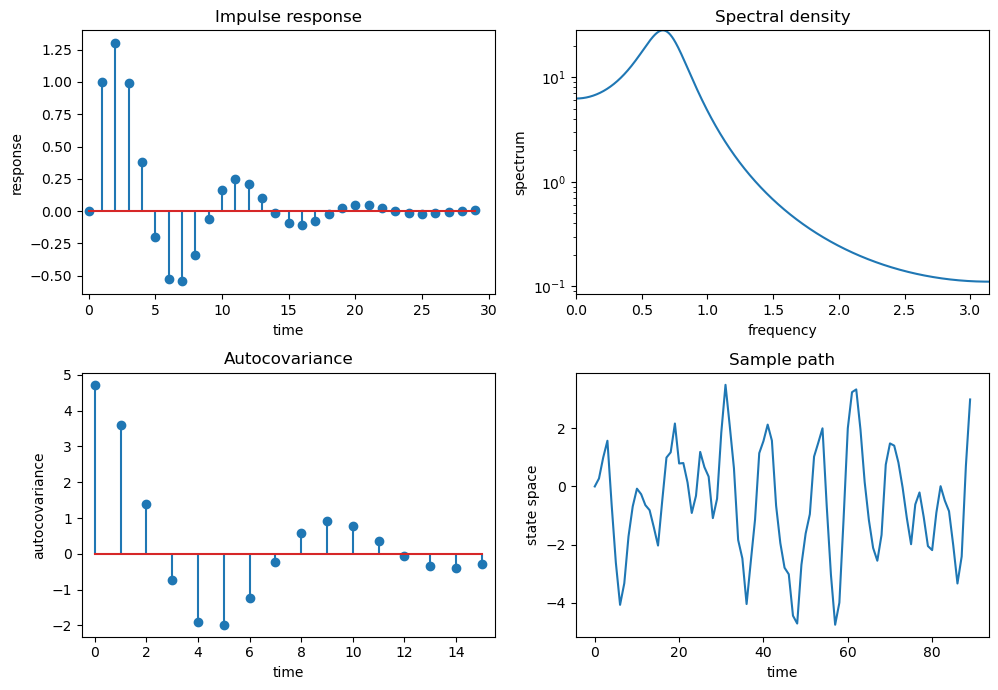 Impulse response
1.25
1.00
0.75
0.50
0.25
0.00
−0.25
−0.50
response
0 5 10 15 20 25 30
time
Spectral density
10¹
10⁰
10⁻¹
spectrum
0.0 0.5 1.0 1.5 2.0 2.5 3.0
frequency
Autocovariance
5
4
3
2
1
0
−1
−2
autocovariance
0 2 4 6 8 10 12 14
time
Sample path
2
0
−2
−4
state space
0 20 40 60 80
time